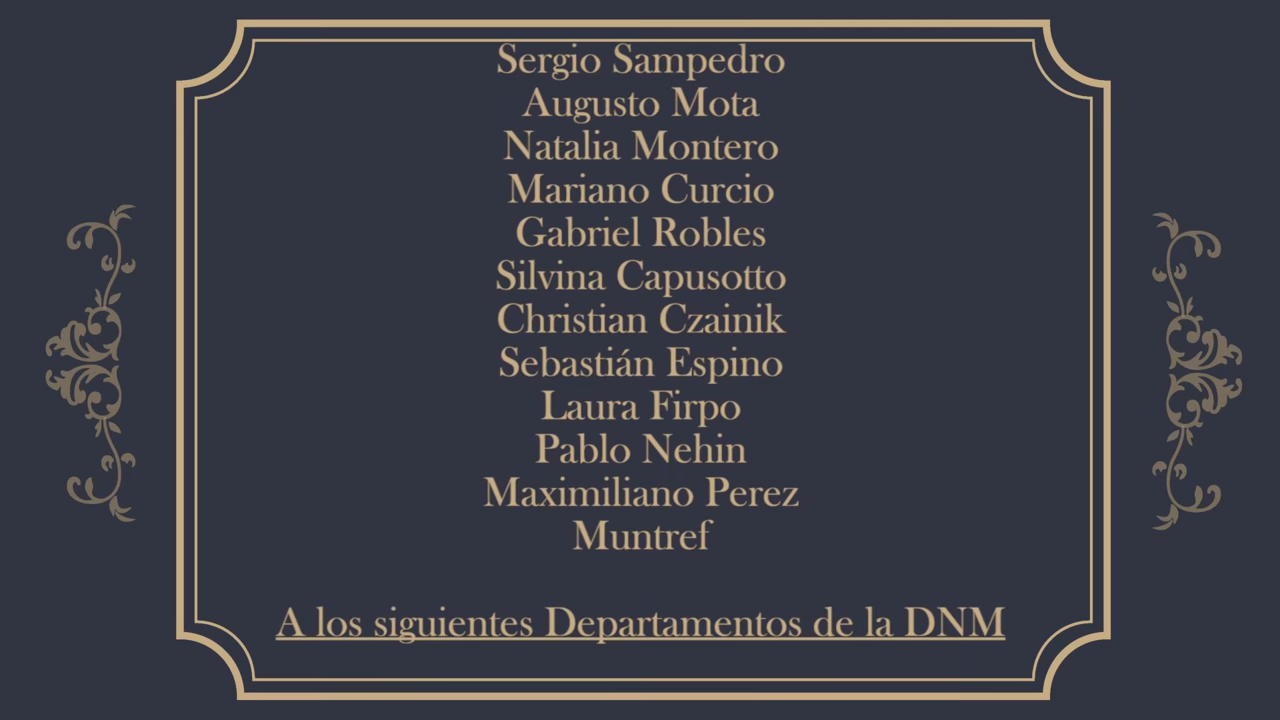 Sergio Sampedro
Augusto Mota
Natalia Montero
Mariano Curcio
Gabriel Robles
Silvina Capusotto
Christian Czainik
Sebastián Espino
Laura Firpo
Pablo Nehin
Maximiliano Perez
Muntref
A los siguientes Departamentos de la DNM